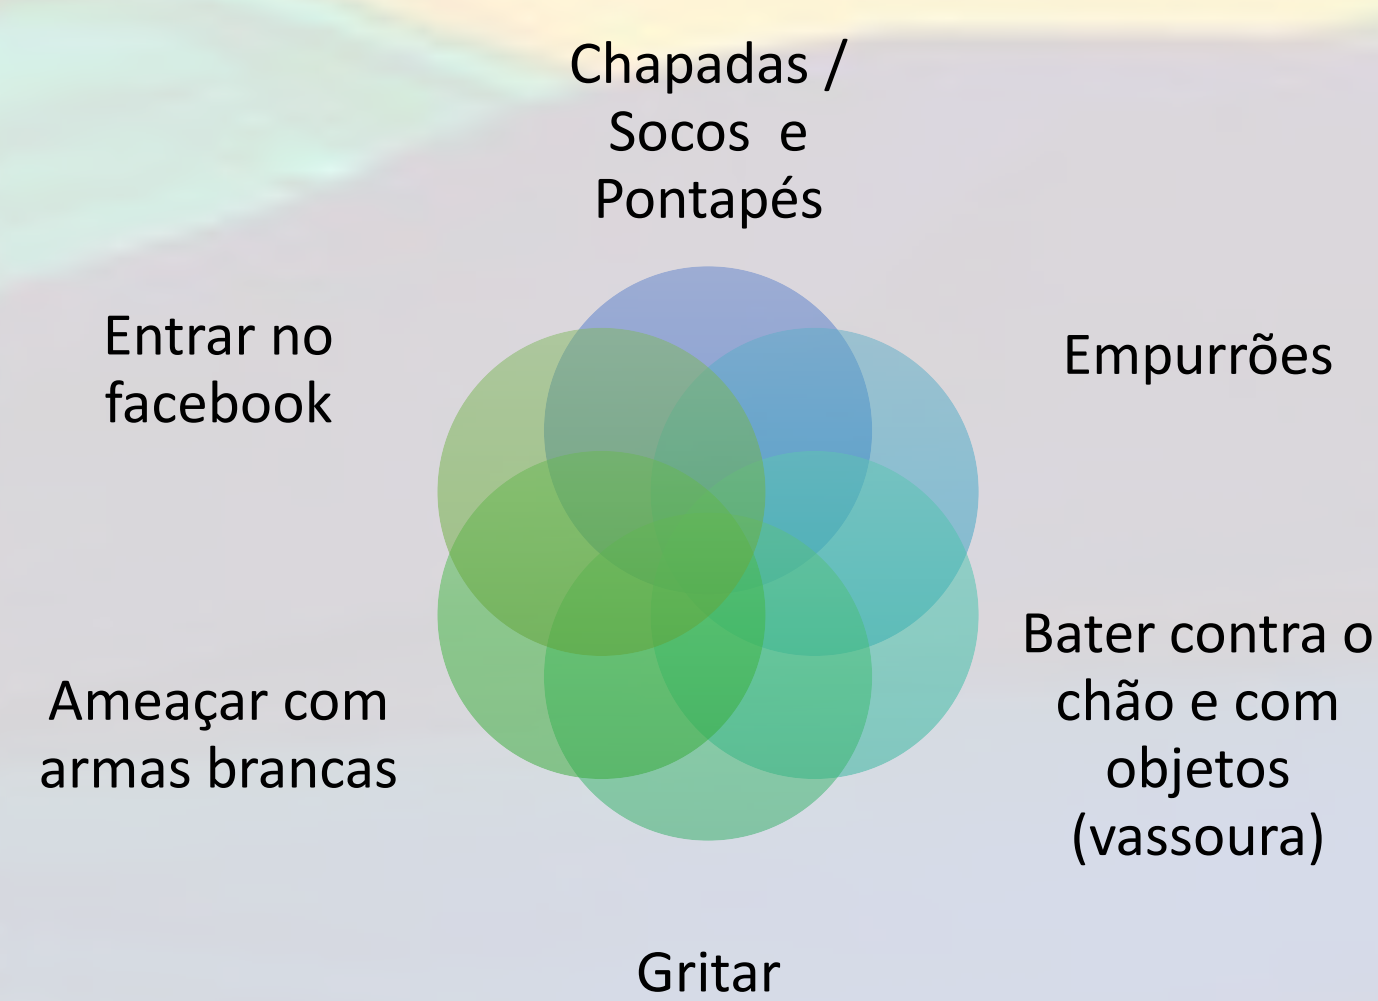 Chapadas /
Socos e
Pontapés
Entrar no
facebook
Empurrões
Bater contra o
chão e com
objetos
(vassoura)
Ameaçar com
armas brancas
Gritar